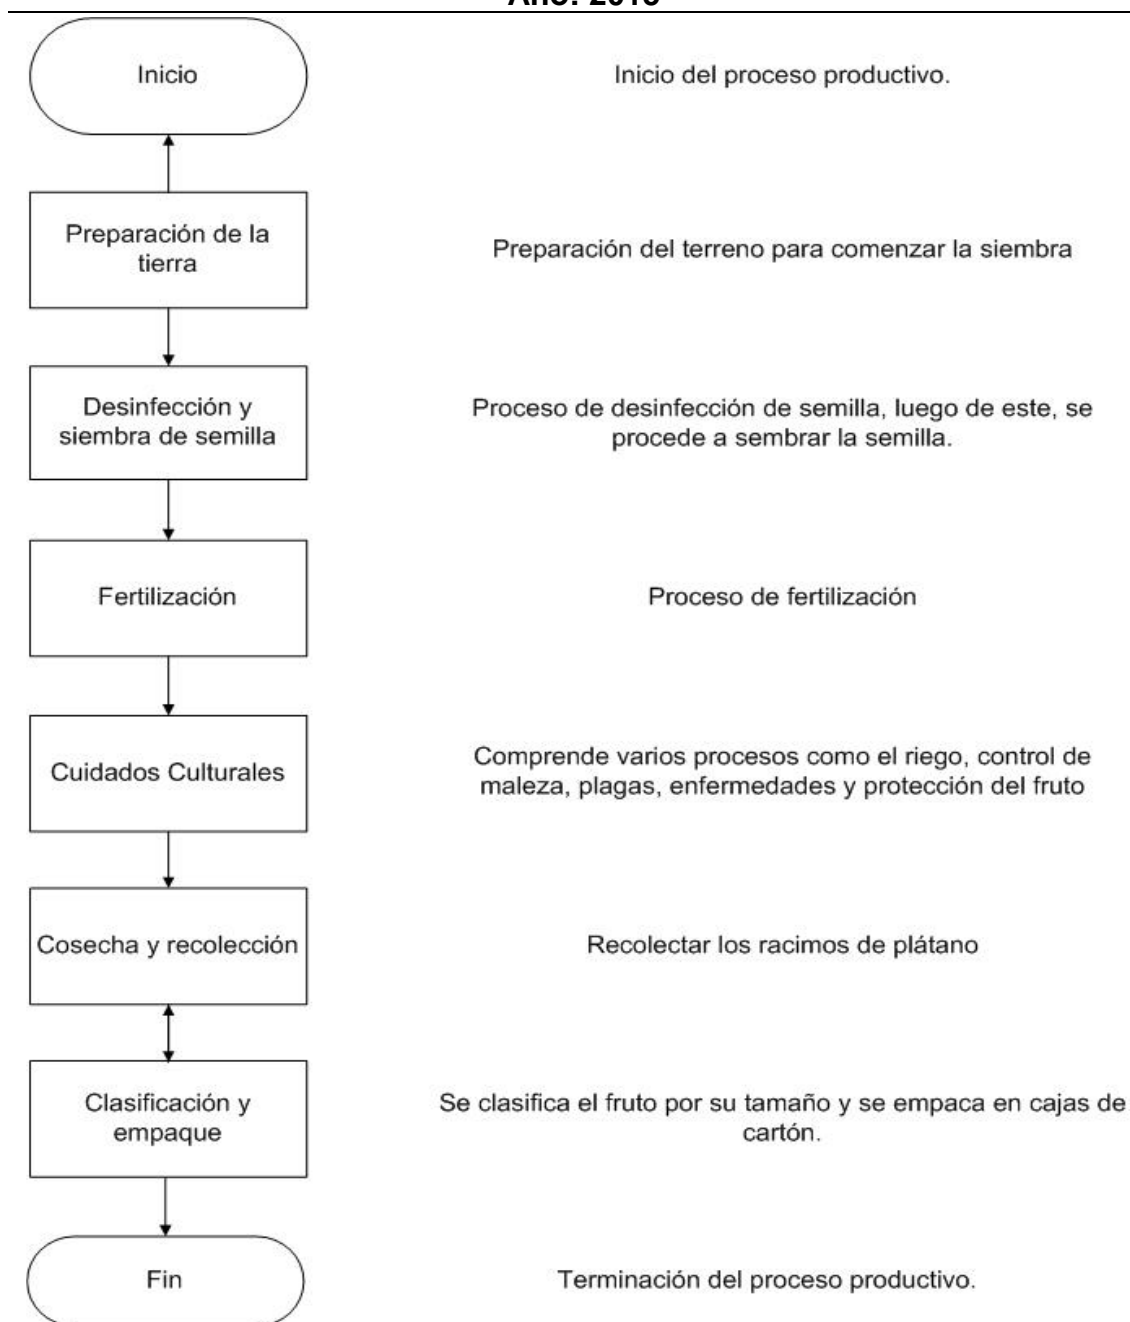 Inicio
Inicio del proceso productivo.
Preparación de la
tierra
Preparación del terreno para comenzar la siembra
Desinfección y
siembra de semilla
Proceso de desinfección de semilla, luego de este, se
procede a sembrar la semilla.
Fertilización
Proceso de fertilización
Cuidados Culturales
Comprende varios procesos como el riego, control de
maleza, plagas, enfermedades y protección del fruto
Cosecha y recolección
Recolectar los racimos de plátano
Clasificación y
empaque
Se clasifica el fruto por su tamaño y se empaca en cajas de
cartón.
Fin
Terminación del proceso productivo.